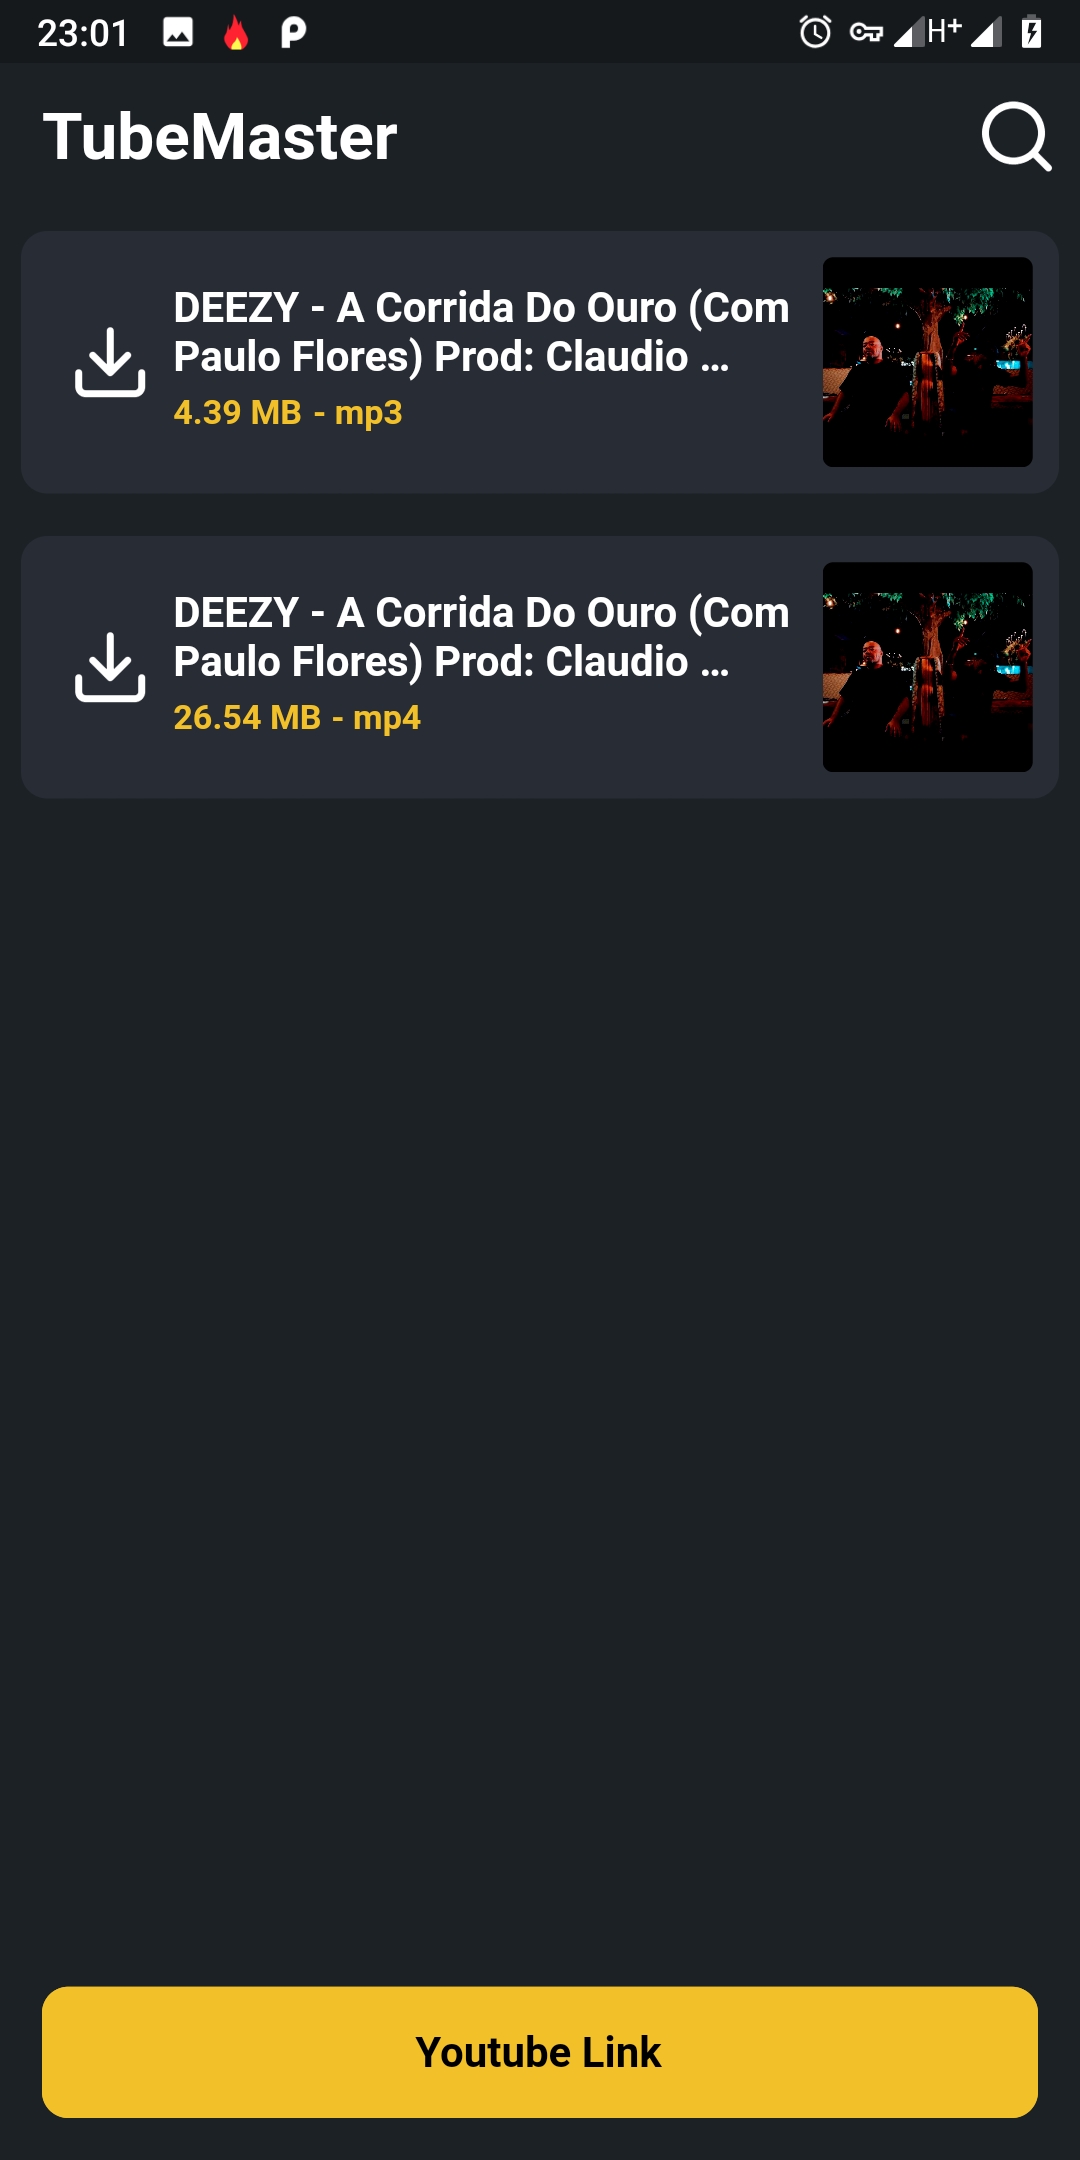 23:01
H+
TubeMaster
DEEZY - A Corrida Do Ouro (Com
Paulo Flores) Prod: Claudio ...
4.39 MB - mp3
DEEZY - A Corrida Do Ouro (Com
Paulo Flores) Prod: Claudio ...
26.54 MB - mp4
Youtube Link